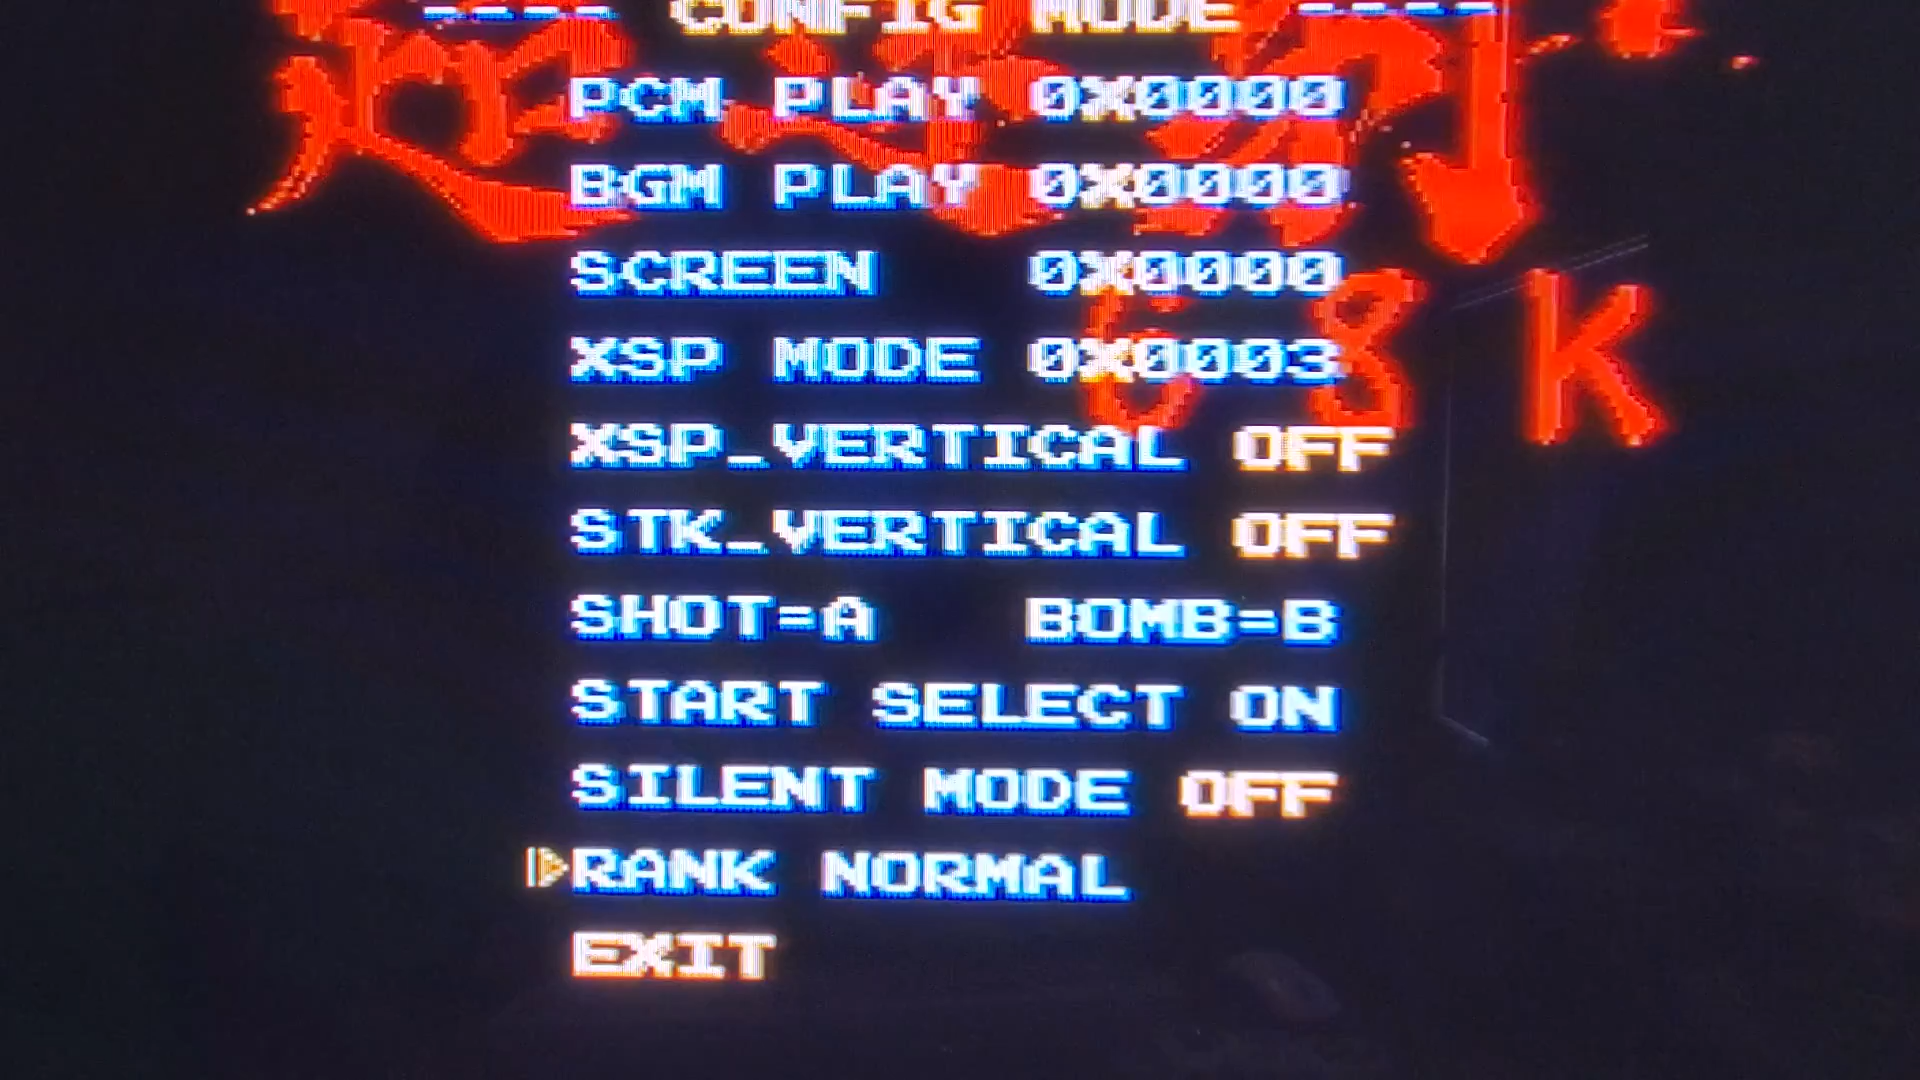 ---- CONFIG MODE ----
PCM PLAY 0X0000
BGM PLAY 0X0000
SCREEN 0X0000
XSP MODE 0X0003
XSP_VERTICAL OFF
STK_VERTICAL OFF
SHOT=A BOMB=B
START SELECT ON
SILENT MODE OFF
RANK NORMAL
EXIT
68K